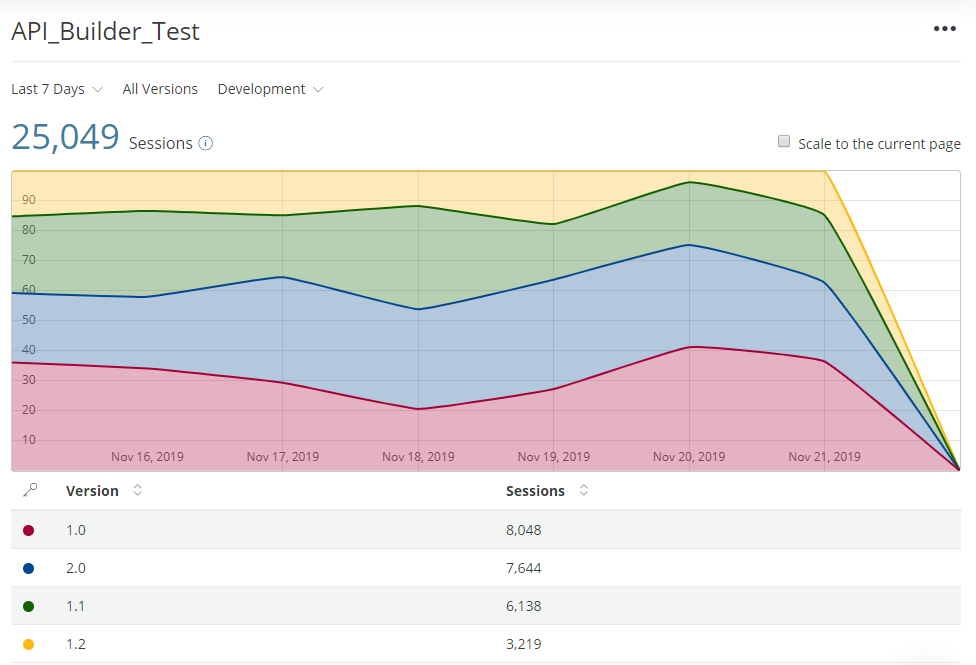 API_Builder_Test
Last 7 Days All Versions Development
25,049 Sessions
Scale to the current page
90
80
70
60
50
40
30
20
10
Nov 16, 2019 Nov 17, 2019 Nov 18, 2019 Nov 19, 2019 Nov 20, 2019 Nov 21, 2019
Version Sessions
1.0 8,048
2.0 7,644
1.1 6,138
1.2 3,219